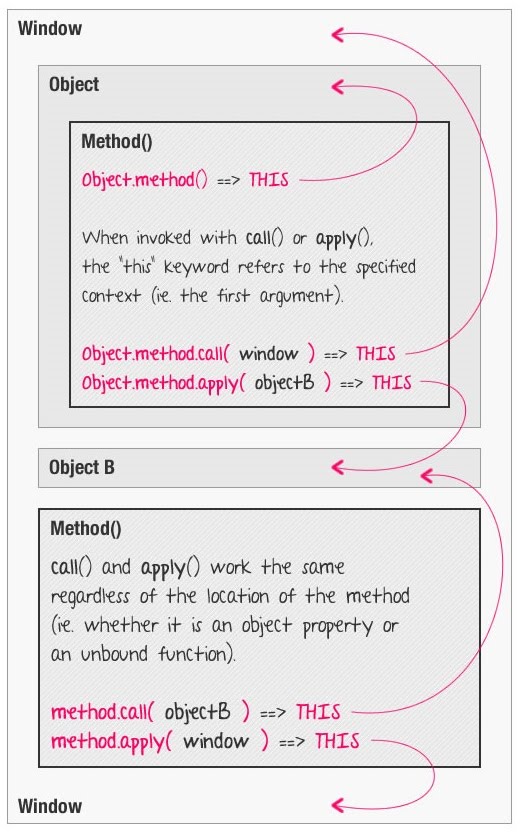 Window
Object
Method()
Object.method() ==> THIS
When invoked with call() or apply(),
the "this" keyword refers to the specified
context (ie. the first argument).
Object.method.call( window ) ==> THIS
Object.method.apply( objectB ) ==> THIS
Object B
Method()
call() and apply() work the same
regardless of the location of the method
(ie. whether it is an object property or
an unbound function).
method.call( objectB ) ==> THIS
method.apply( window ) ==> THIS
Window